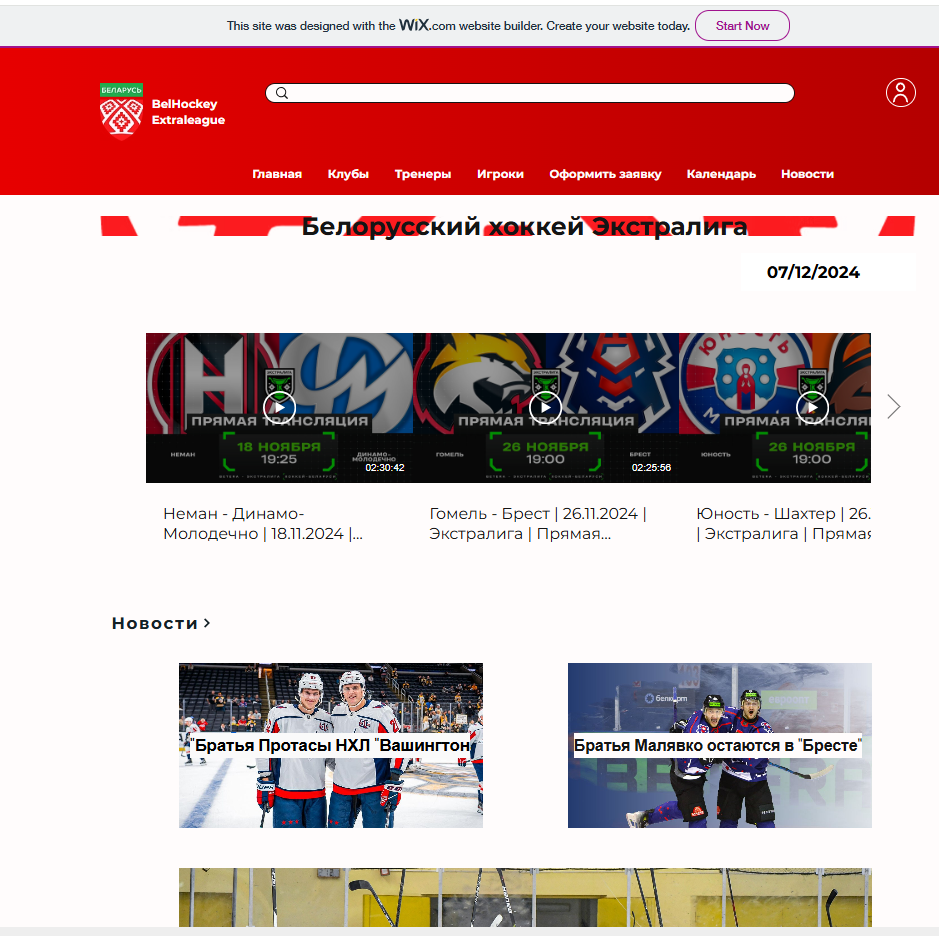 This site was designed with the WiX.com website builder. Create your website today.
Start Now
БЕЛАРУСЬ
BelHockey
Extraleague
Главная
Клубы
Тренеры
Игроки
Оформить заявку
Календарь
Новости
Белорусский хоккей Экстралига
07/12/2024
ПРЯМАЯ ТРАНСЛЯЦИЯ
НЕМАН
18 НОЯБРЯ
19:25
ДИНАМО-
МОЛОДЕЧНО
02:30:42
ПРЯМАЯ ТРАНСЛЯЦИЯ
ГОМЕЛЬ
26 НОЯБРЯ
19:00
БРЕСТ
02:25:56
ЮНОСТЬ
ПРЯМАЯ ТРАНСЛЯ
ЮНОСТЬ
26 НОЯБРЯ
19:00
Неман - Динамо-
Молодечно | 18.11.2024 |...
Гомель - Брест | 26.11.2024 |
Экстралига | Прямая...
Юность - Шахтер | 26.
| Экстралига | Прямая
Новости >
"Братья Протасы НХЛ "Вашингтон
Братья Малявко остаются в "Бресте"